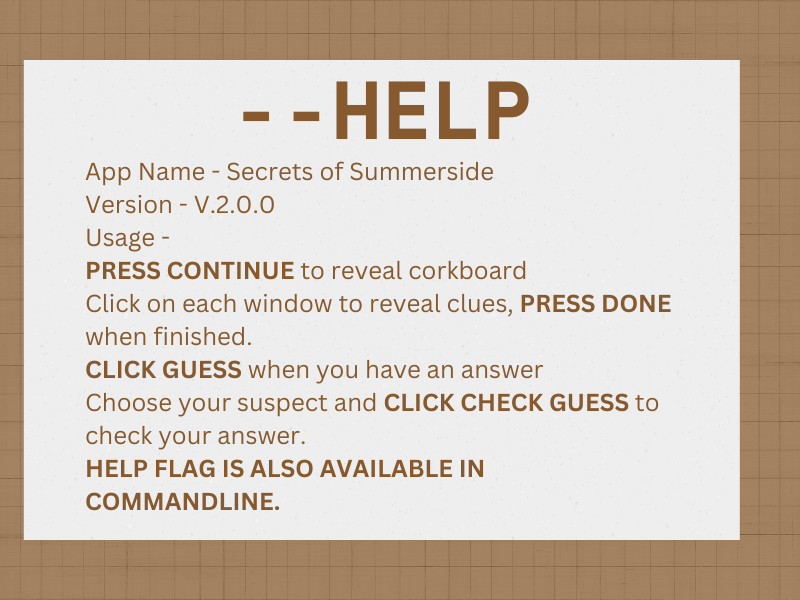 --HELP
App Name - Secrets of Summerside
Version - V.2.0.0
Usage -
PRESS CONTINUE to reveal corkboard
Click on each window to reveal clues, PRESS DONE
when finished.
CLICK GUESS when you have an answer
Choose your suspect and CLICK CHECK GUESS to
check your answer.
HELP FLAG IS ALSO AVAILABLE IN
COMMANDLINE.